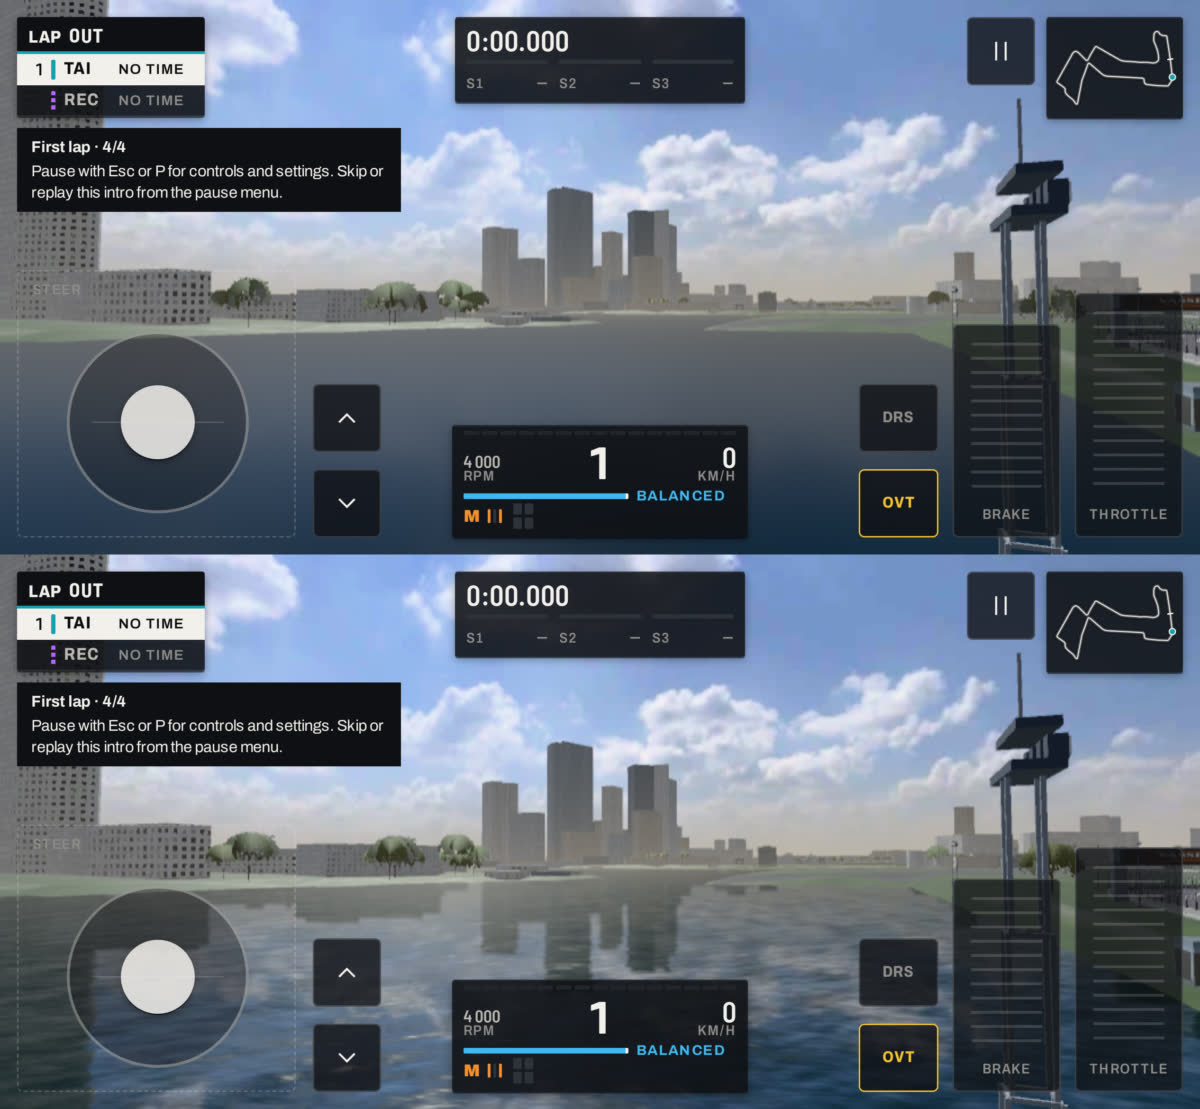 LAP OUT
1 TAI NO TIME
REC NO TIME
0:00.000
S1 – S2 – S3 –
First lap · 4/4
Pause with Esc or P for controls and settings. Skip or
replay this intro from the pause menu.
STEER
4 000
RPM
1
0
KM/H
BALANCED
M
DRS
OVT
BRAKE
THROTTLE
LAP OUT
1 TAI NO TIME
REC NO TIME
0:00.000
S1 – S2 – S3 –
First lap · 4/4
Pause with Esc or P for controls and settings. Skip or
replay this intro from the pause menu.
STEER
4 000
RPM
1
0
KM/H
BALANCED
M
DRS
OVT
BRAKE
THROTTLE